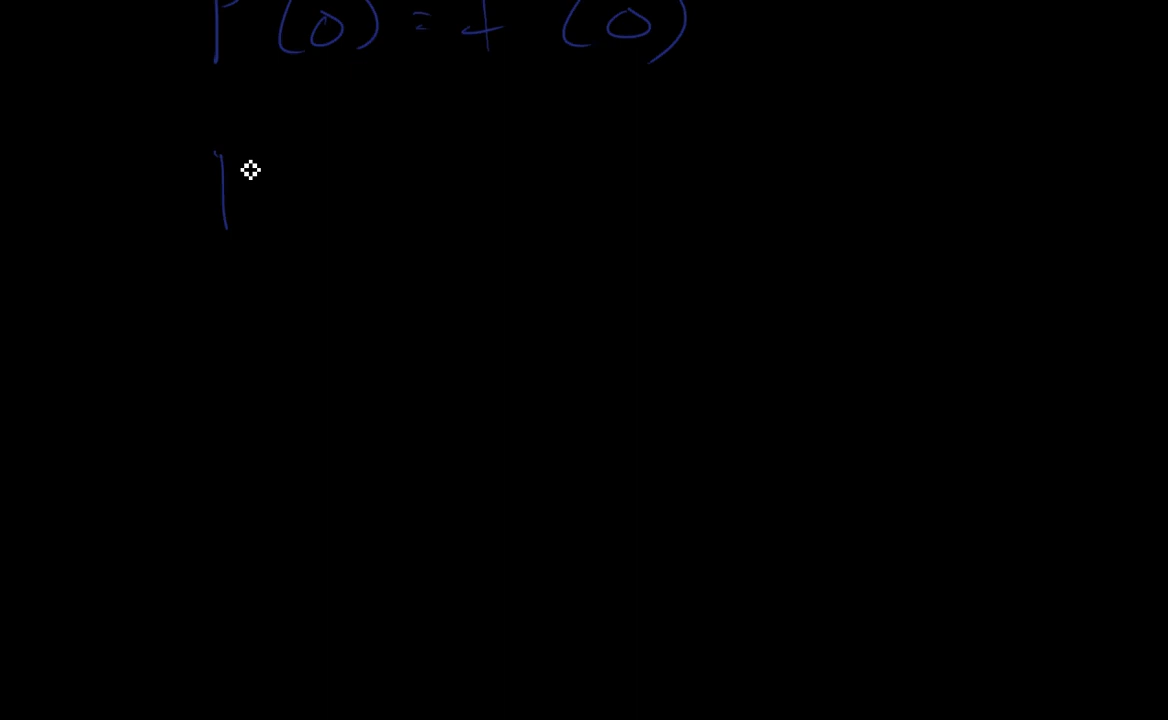 P (0) = f (0)